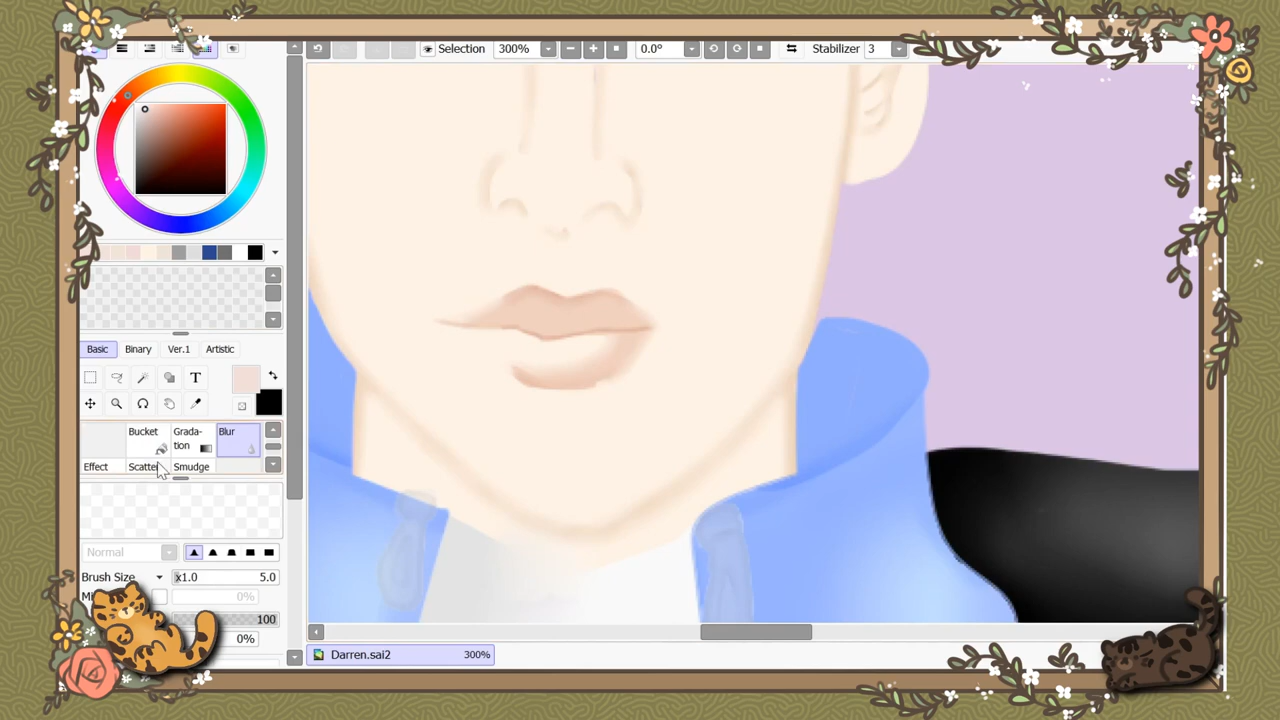 Selection 300% 0.0° Stabilizer 3
Basic Binary Ver.1 Artistic
T
Bucket Grada-
tion Blur
Effect Scatter Smudge
Normal
Brush Size x1.0 5.0
0%
100
0%
Darren.sai2 300%